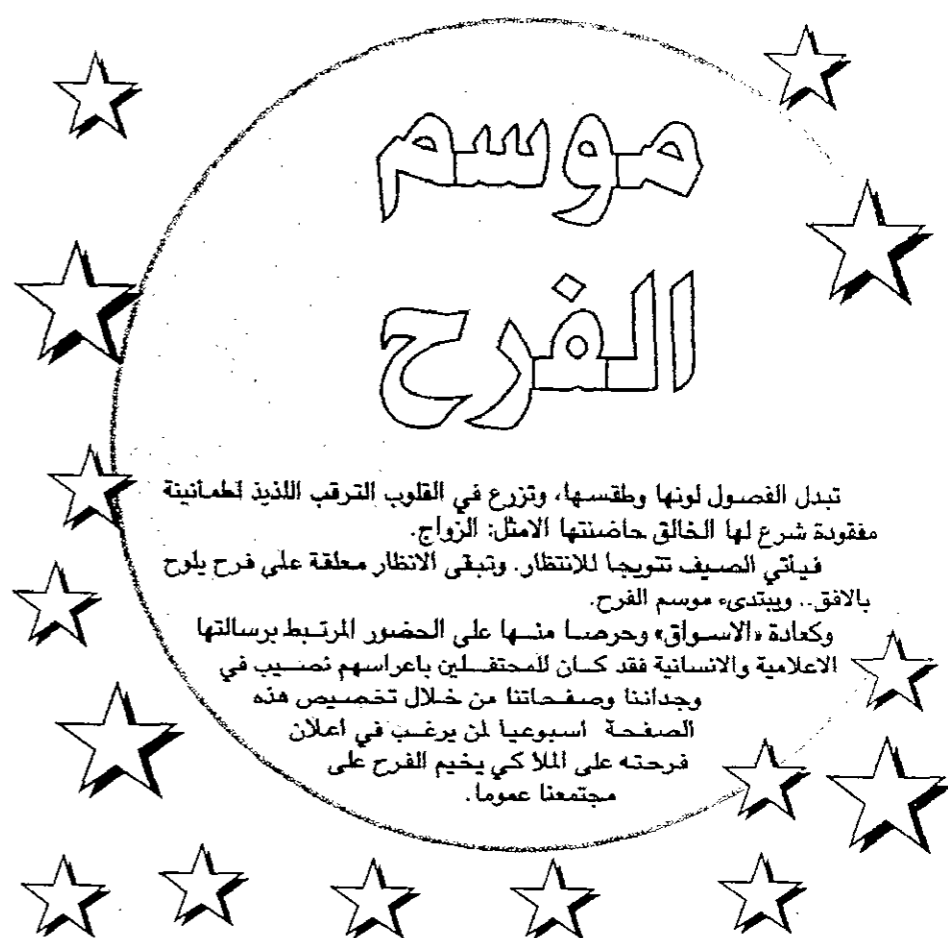 موسم
الفرح
تبدل الفصول لونها وطقسها، وتزرع في القلوب الترقب اللذيذ لطمانينة
مفقودة شرع لها الخالق حاضنتها الامثل: الزواج.
فيأتي الصيف تتويجا للإنتظار. وتبقى الانظار معلقة على فرح يلوح
بالافق.. ويبتدىء موسم الفرح.
وكعادة «الاسواق» وحرصا منها على الحضور المرتبط برسالتها
الاعلامية والانسانية فقد كان للمحتفلين باعراسهم نصيب في
وجداننا وصفحاتنا من خلال تخصيص هذه
الصفحة اسبوعيا لمن يرغب في اعلان
فرحته على الملا كي يخيم الفرح على
مجتمعنا عموما.